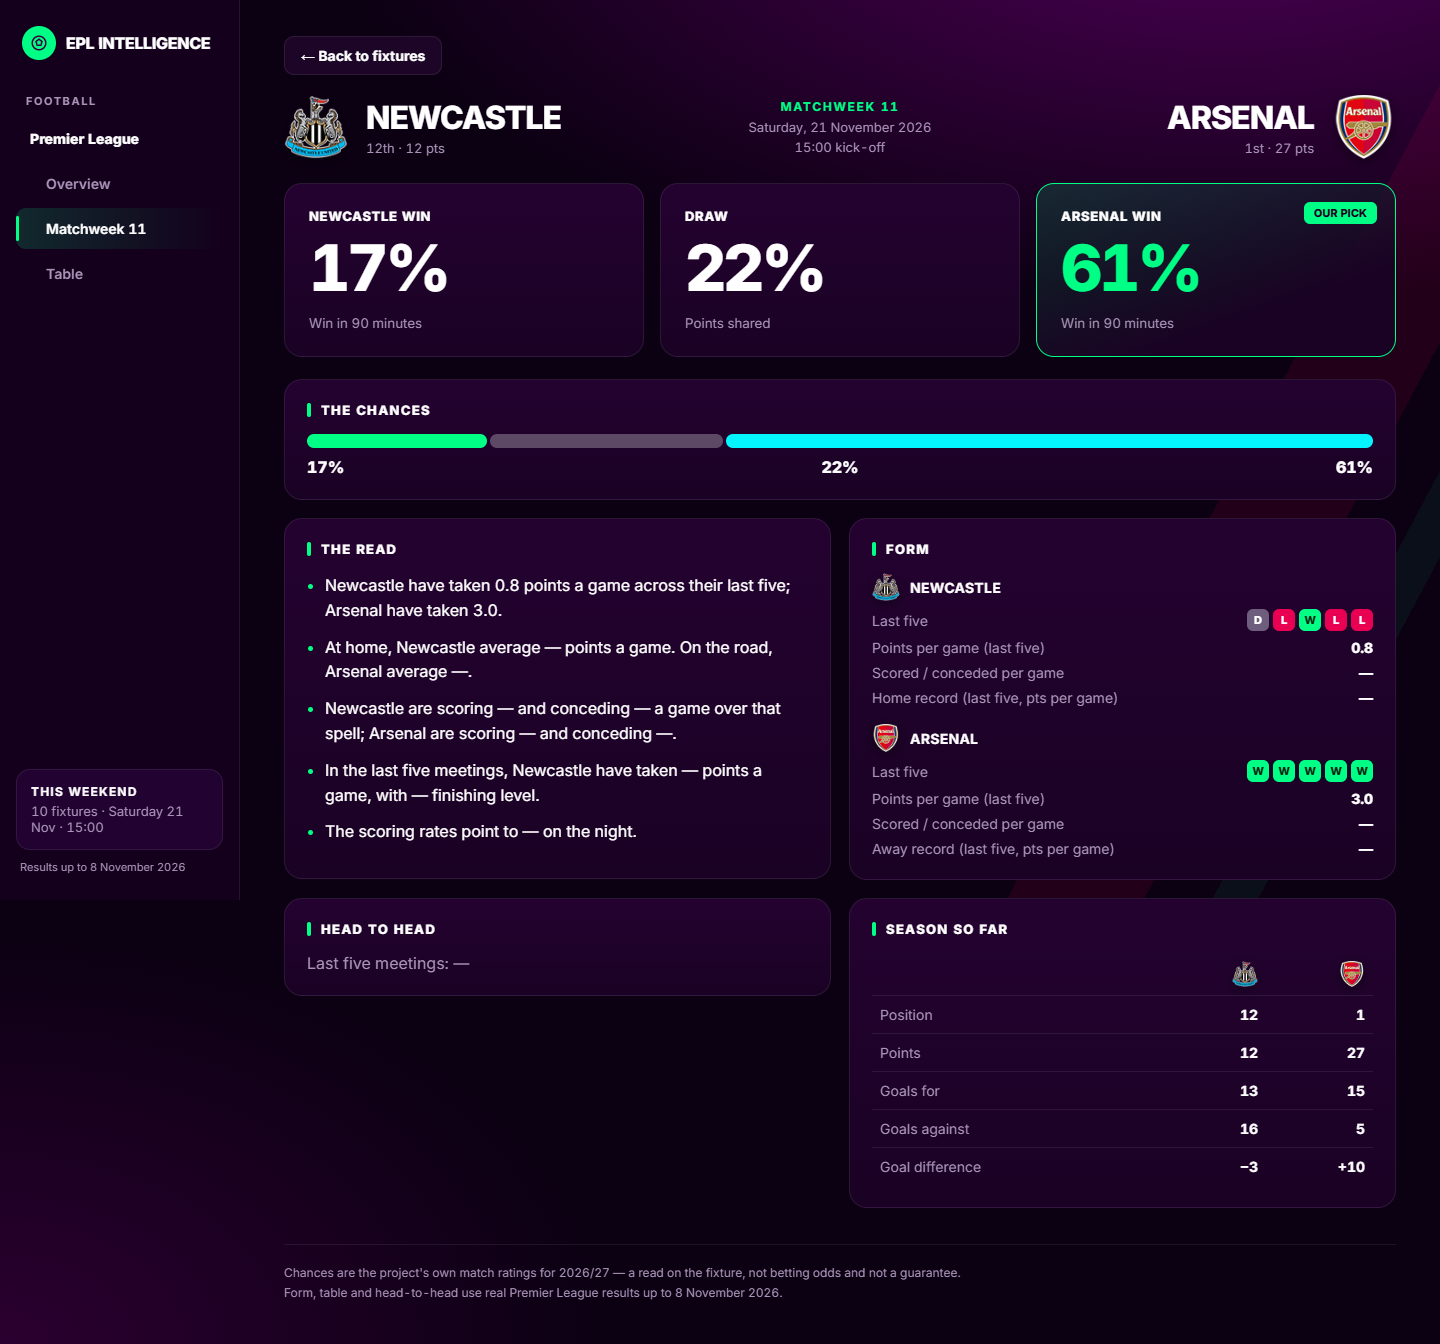 EPL INTELLIGENCE
FOOTBALL
Premier League
Overview
Matchweek 11
Table
THIS WEEKEND
10 fixtures · Saturday 21
Nov · 15:00
Results up to 8 November 2026
← Back to fixtures
NEWCASTLE
12th · 12 pts
MATCHWEEK 11
Saturday, 21 November 2026
15:00 kick-off
ARSENAL
1st · 27 pts
NEWCASTLE WIN
17%
Win in 90 minutes
DRAW
22%
Points shared
ARSENAL WIN
OUR PICK
61%
Win in 90 minutes
THE CHANCES
17% 22% 61%
THE READ
• Newcastle have taken 0.8 points a game across their last five;
Arsenal have taken 3.0.
• At home, Newcastle average — points a game. On the road,
Arsenal average —.
• Newcastle are scoring — and conceding — a game over that
spell; Arsenal are scoring — and conceding —.
• In the last five meetings, Newcastle have taken — points a
game, with — finishing level.
• The scoring rates point to — on the night.
FORM
NEWCASTLE
Last five D L W L L
Points per game (last five) 0.8
Scored / conceded per game —
Home record (last five, pts per game) —
Arsenal
ARSENAL
Last five W W W W W
Points per game (last five) 3.0
Scored / conceded per game —
Away record (last five, pts per game) —
HEAD TO HEAD
Last five meetings: —
SEASON SO FAR
Position 12 1
Points 12 27
Goals for 13 15
Goals against 16 5
Goal difference −3 +10
Chances are the project's own match ratings for 2026/27 — a read on the fixture, not betting odds and not a guarantee.
Form, table and head-to-head use real Premier League results up to 8 November 2026.